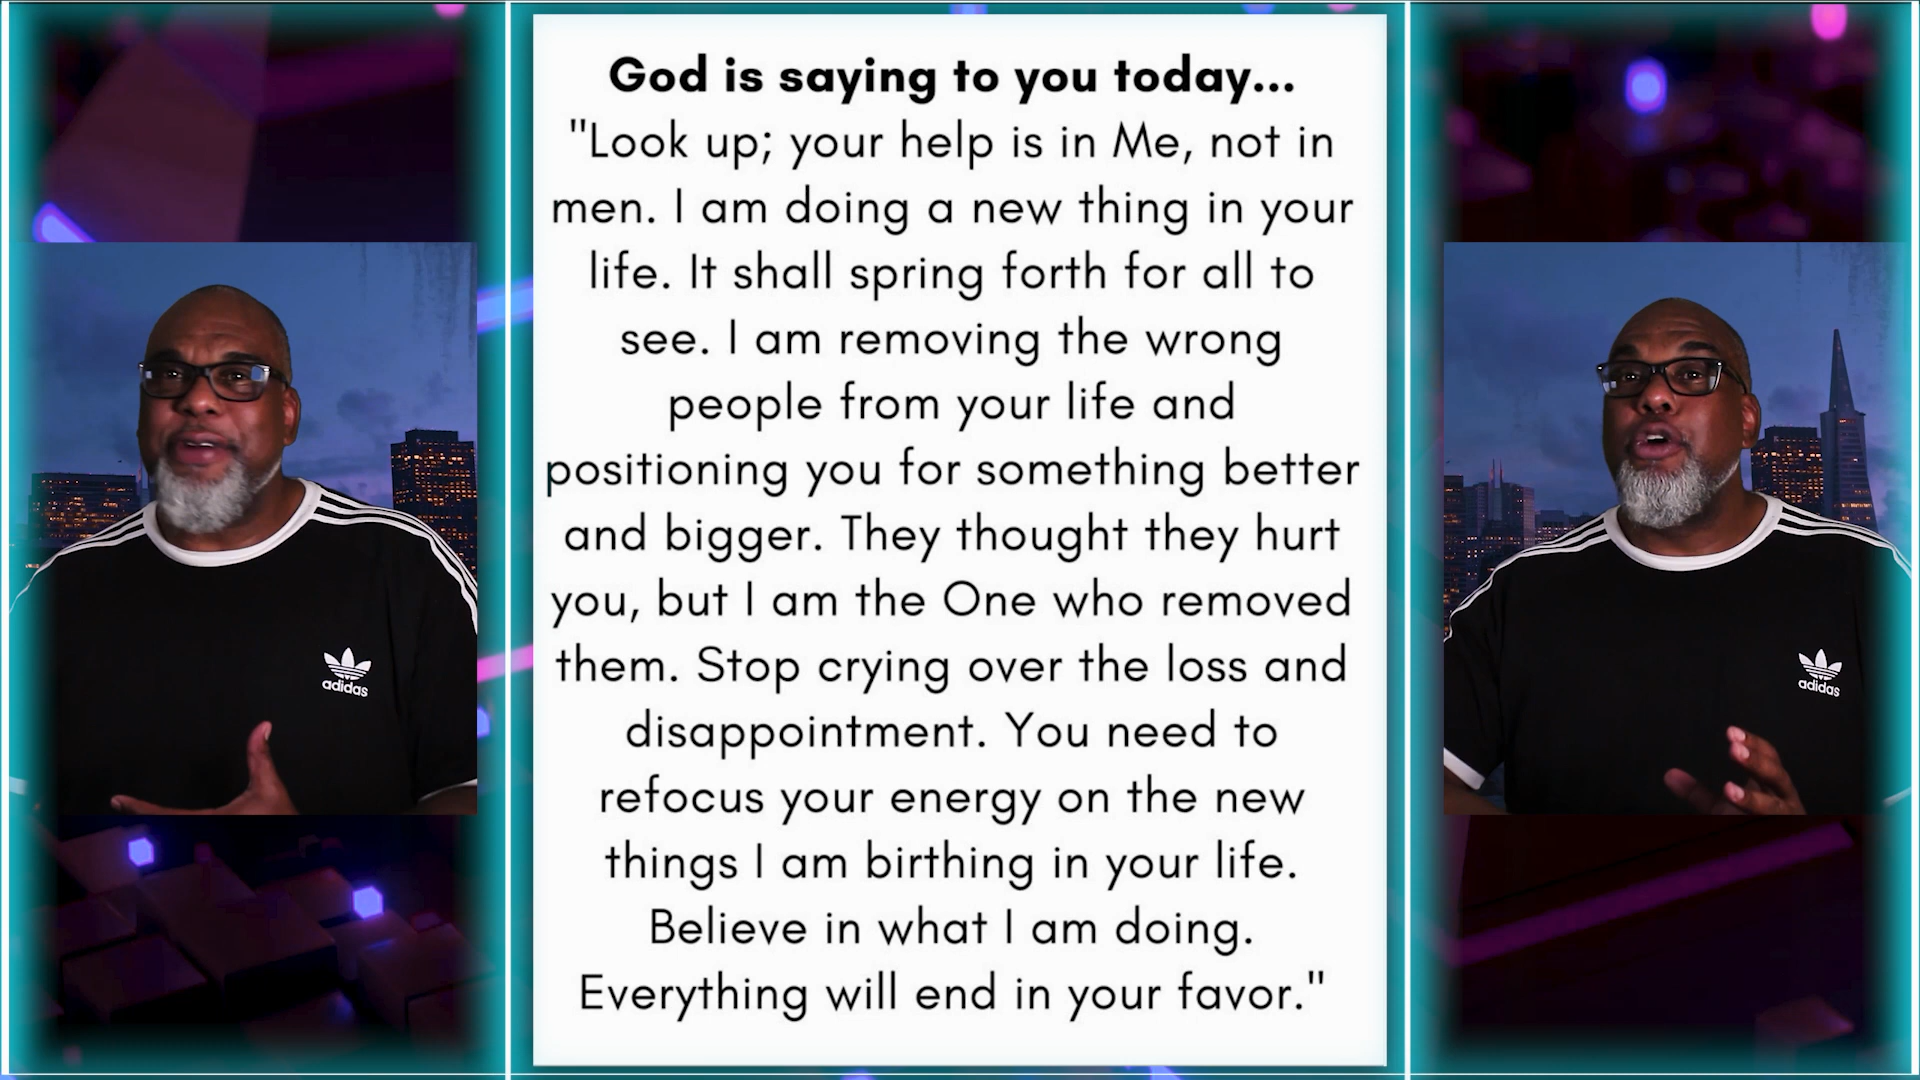 God is saying to you today...
"Look up; your help is in Me, not in
men. I am doing a new thing in your
life. It shall spring forth for all to
see. I am removing the wrong
people from your life and
positioning you for something better
and bigger. They thought they hurt
you, but I am the One who removed
them. Stop crying over the loss and
disappointment. You need to
refocus your energy on the new
things I am birthing in your life.
Believe in what I am doing.
Everything will end in your favor."
adidas
adidas